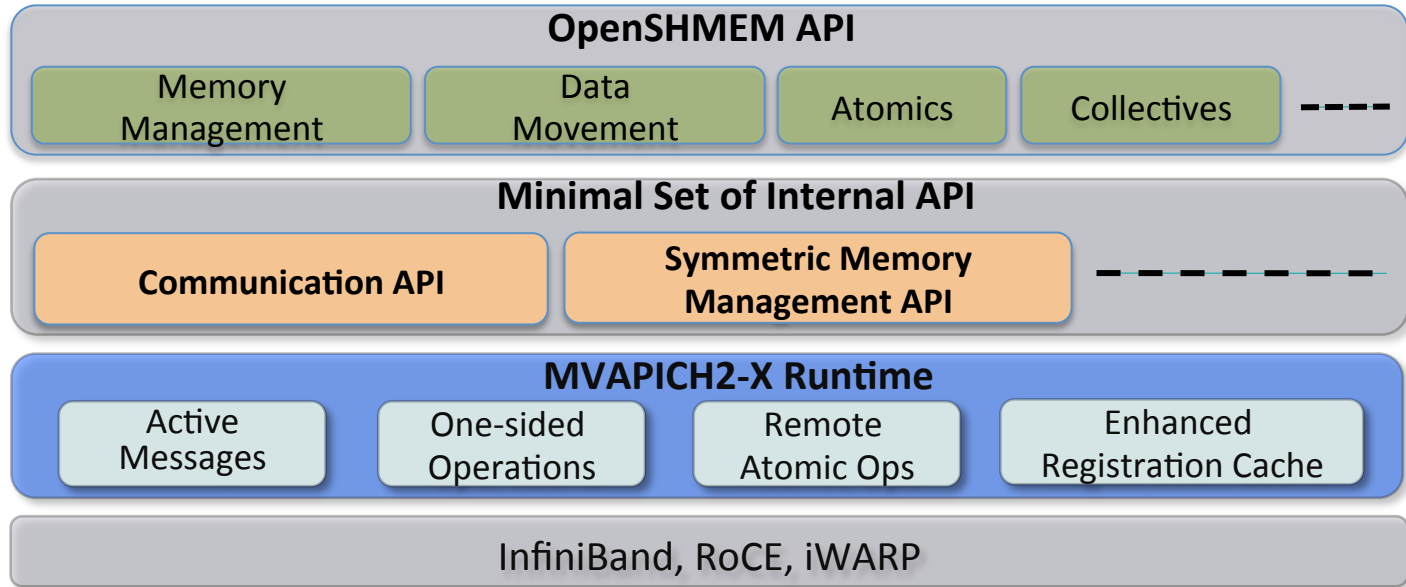 OpenSHMEM API
Memory
Management
Data
Movement
Atomics
Collectives
Minimal Set of Internal API
Communication API
Symmetric Memory
Management API
MVAPICH2-X Runtime
Active
Messages
One-sided
Operations
Remote
Atomic Ops
Enhanced
Registration Cache
InfiniBand, RoCE, iWARP